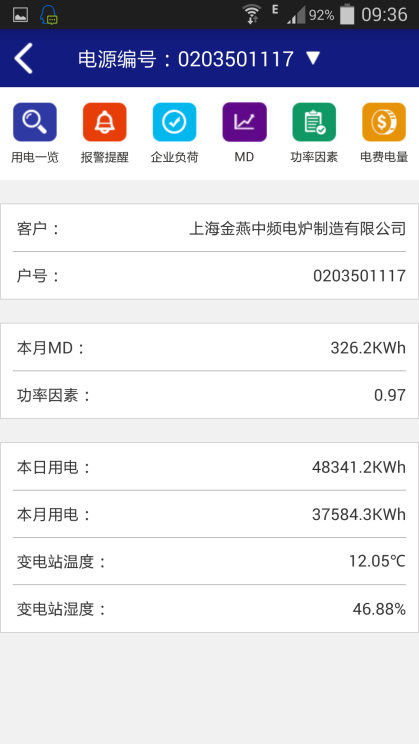 E 92% 09:36
电源编号：0203501117 ▼
用电一览 报警提醒 企业负荷 MD 功率因素 电费电量
客户： 上海金燕中频电炉制造有限公司
户号： 0203501117
本月MD： 326.2KWh
功率因素： 0.97
本日用电： 48341.2KWh
本月用电： 37584.3KWh
变电站温度： 12.05℃
变电站湿度： 46.88%